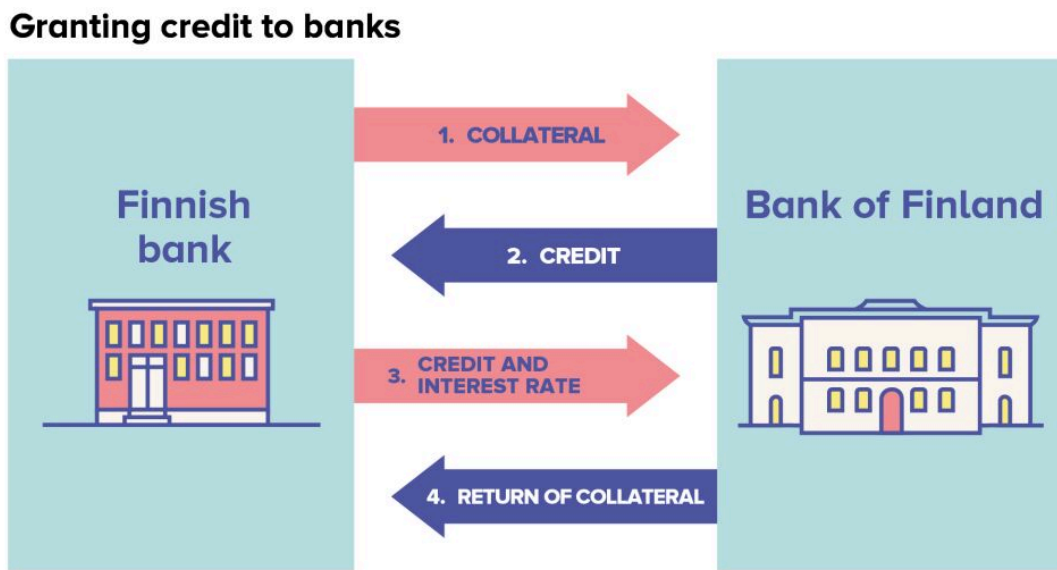 Granting credit to banks
Finnish
bank
Bank of Finland
1. COLLATERAL
2. CREDIT
3. CREDIT AND
INTEREST RATE
4. RETURN OF COLLATERAL